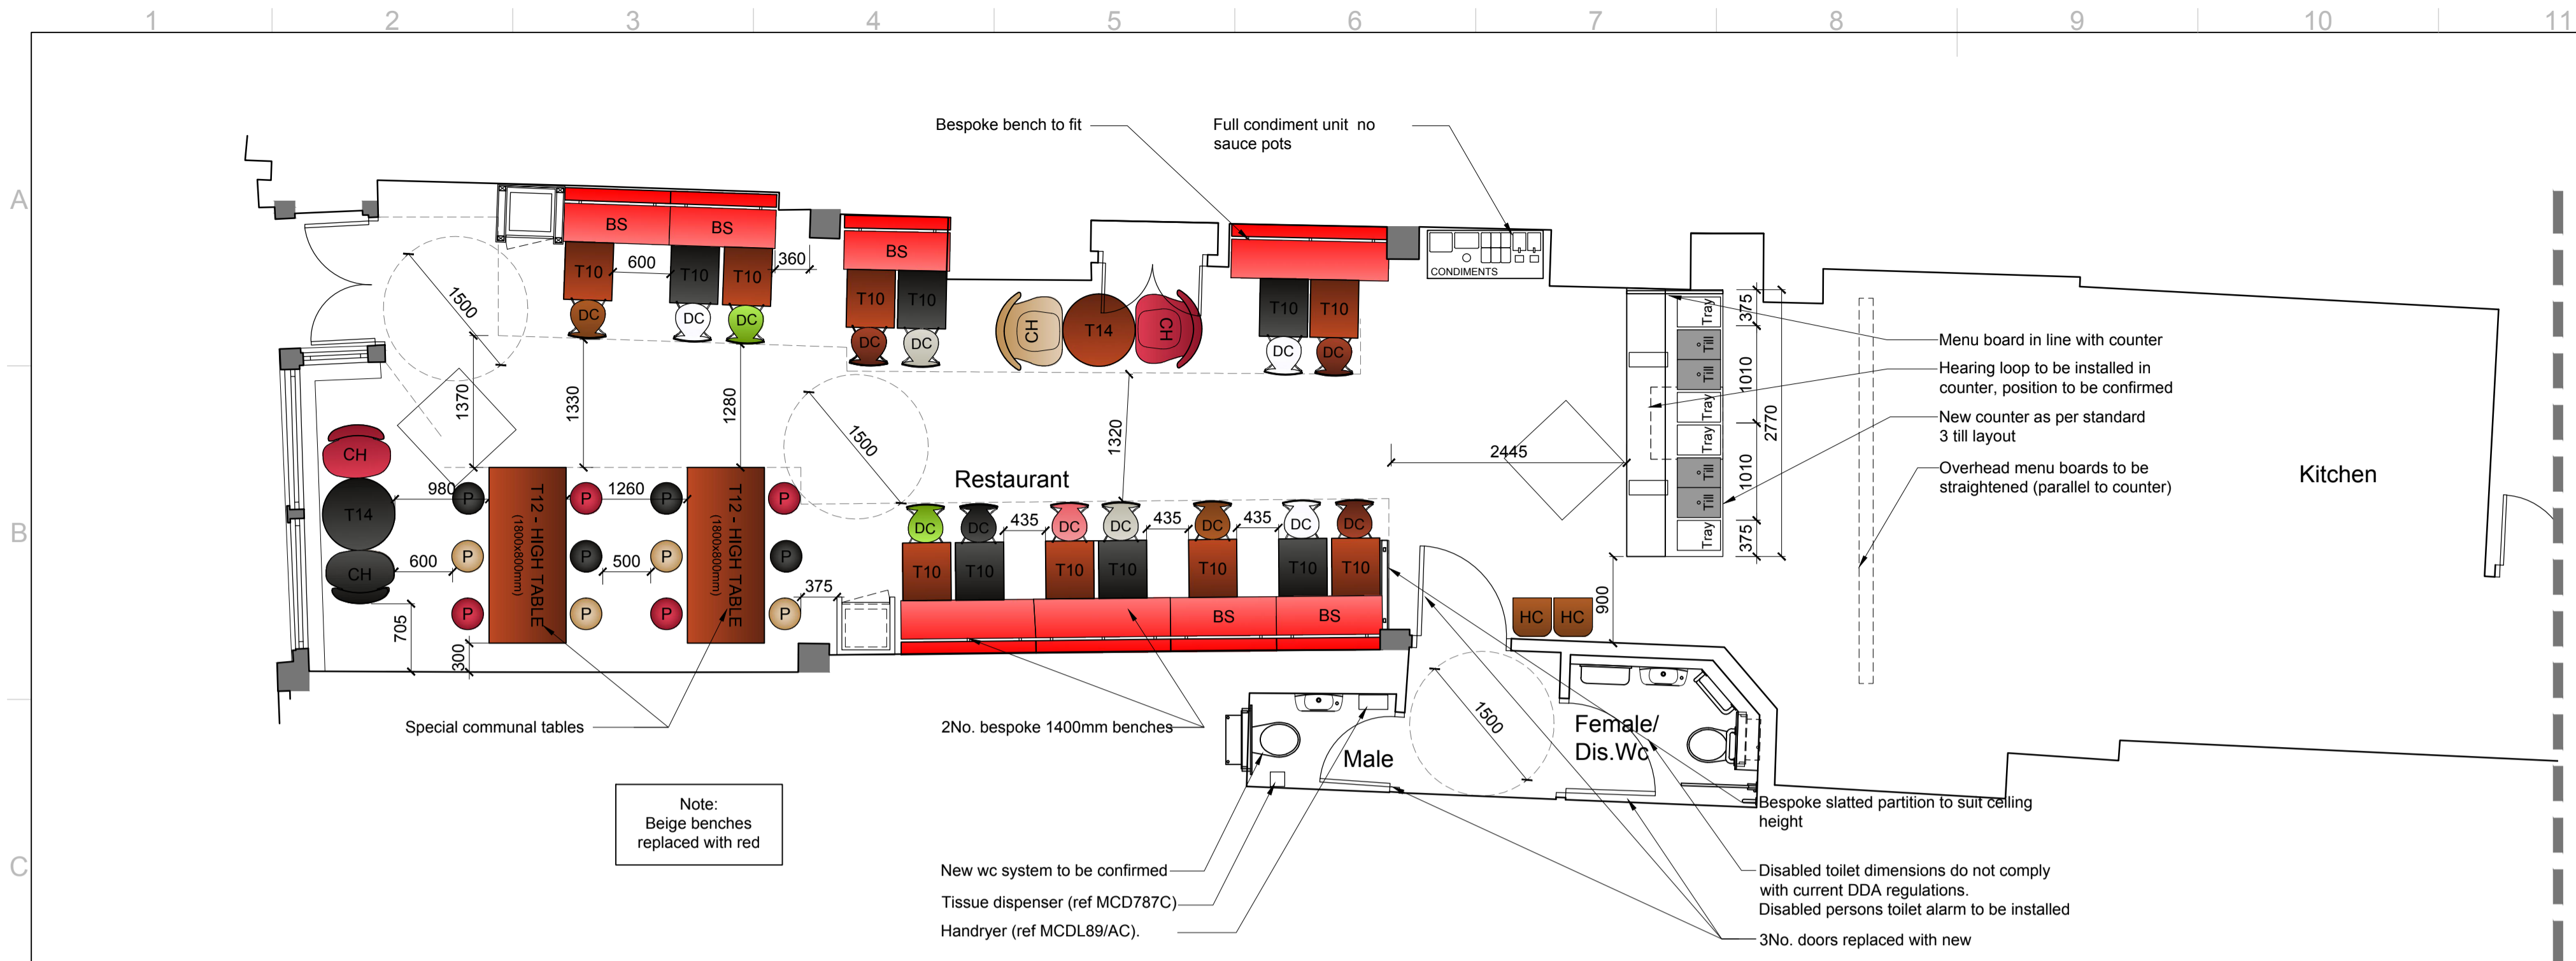 1 2 3 4 5 6 7 8 9 10 11
A
B
C
Bespoke bench to fit
Full condiment unit no
sauce pots
BS BS
BS
T10 600 T10 T10 360
DC DC DC
T10 T10
DC DC
CH T14 CH
T10 T10
DC DC
CONDIMENTS
1500
1370
1330
1280
1500
1320
2445
Restaurant
Kitchen
Tray
Till
Till
Tray
Tray
Till
Till
Tray
375
1010
1010
375
2770
900
Menu board in line with counter
Hearing loop to be installed in
counter, position to be confirmed
New counter as per standard
3 till layout
Overhead menu boards to be
straightened (parallel to counter)
CH
T14
CH
980
600
705
300
P P P
T12 - HIGH TABLE
(1800x800mm)
P P P
1260
500
P P P
T12 - HIGH TABLE
(1800x800mm)
P P P
375
DC DC 435 DC DC 435 DC 435 DC DC
T10 T10 T10 T10 T10 T10 T10
BS BS
HC HC
Special communal tables
2No. bespoke 1400mm benches
Male
1500
Female/
Dis.Wc
Note:
Beige benches
replaced with red
New wc system to be confirmed
Tissue dispenser (ref MCD787C)
Handryer (ref MCDL89/AC).
Bespoke slatted partition to suit ceiling
height
Disabled toilet dimensions do not comply
with current DDA regulations.
Disabled persons toilet alarm to be installed
3No. doors replaced with new